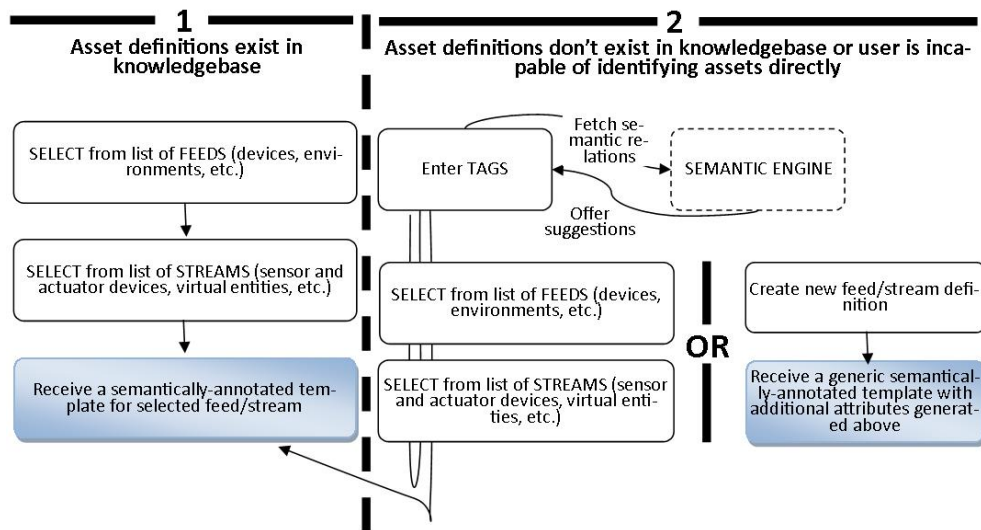 1
Asset definitions exist in
knowledgebase
SELECT from list of FEEDS (devices, envi-
ronments, etc.)
SELECT from list of STREAMS (sensor and
actuator devices, virtual entities, etc.)
Receive a semantically-annotated tem-
plate for selected feed/stream
2
Asset definitions don't exist in knowledgebase or user is inca-
pable of identifying assets directly
Enter TAGS
Fetch se-
mantic re-
lations
SEMANTIC ENGINE
Offer
suggestions
SELECT from list of FEEDS (devices,
environments, etc.)
SELECT from list of STREAMS (sensor
and actuator devices, virtual enti-
ties, etc.)
OR
Create new feed/stream defi-
nition
Receive a generic semantical-
ly-annotated template with
additional attributes generat-
ed above